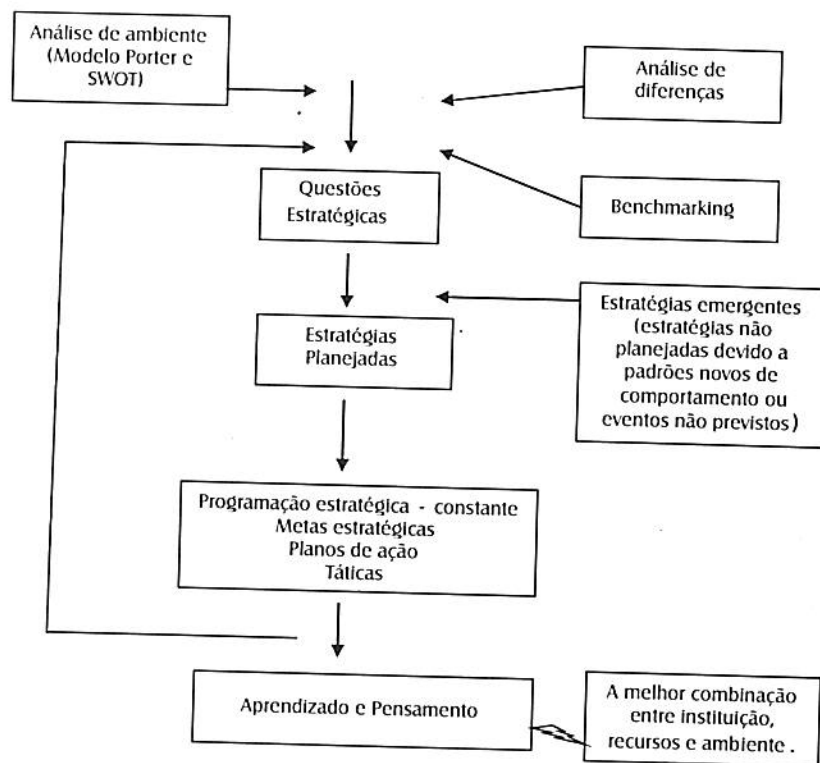 Análise de ambiente
(Modelo Porter e
SWOT)
Análise de
diferenças
Questões
Estratégicas
Benchmarking
Estratégias
Planejadas
Estratégias emergentes
(estratégias não
planejadas devido a
padrões novos de
comportamento ou
eventos não previstos)
Programação estratégica - constante
Metas estratégicas
Planos de ação
Táticas
Aprendizado e Pensamento
A melhor combinação
entre instituição,
recursos e ambiente .